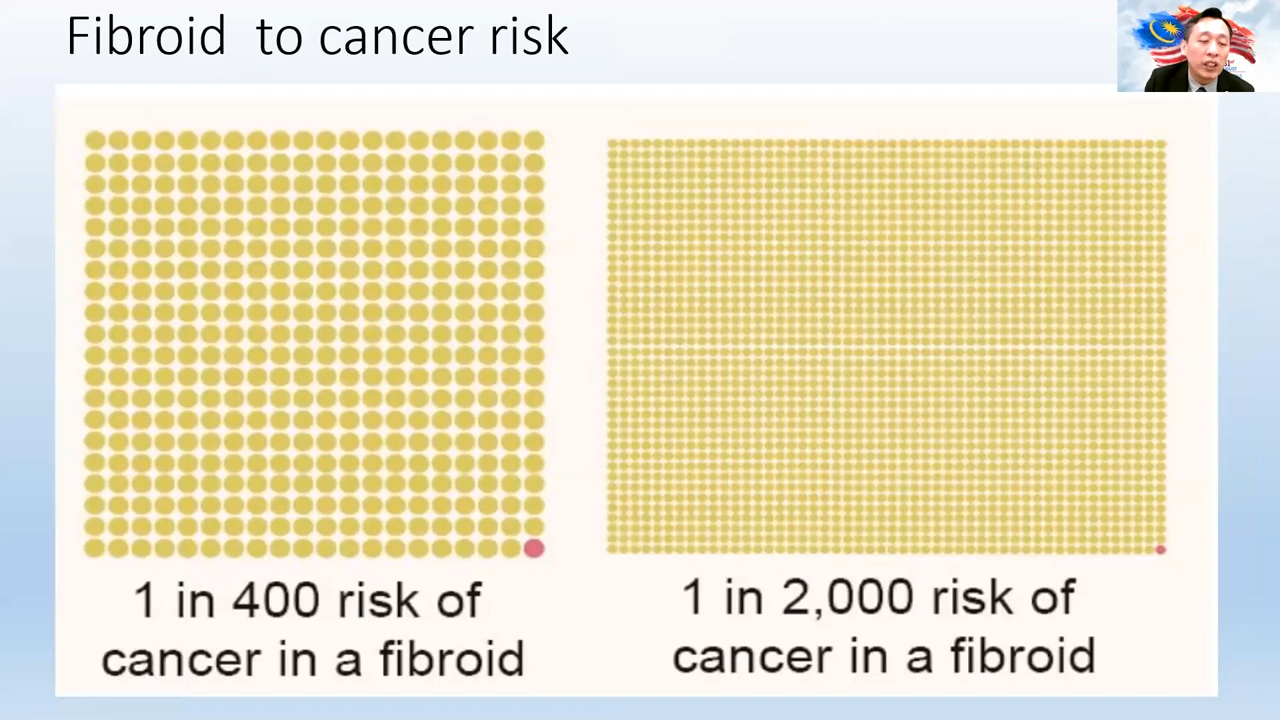 Fibroid to cancer risk
1 in 400 risk of
cancer in a fibroid
1 in 2,000 risk of
cancer in a fibroid